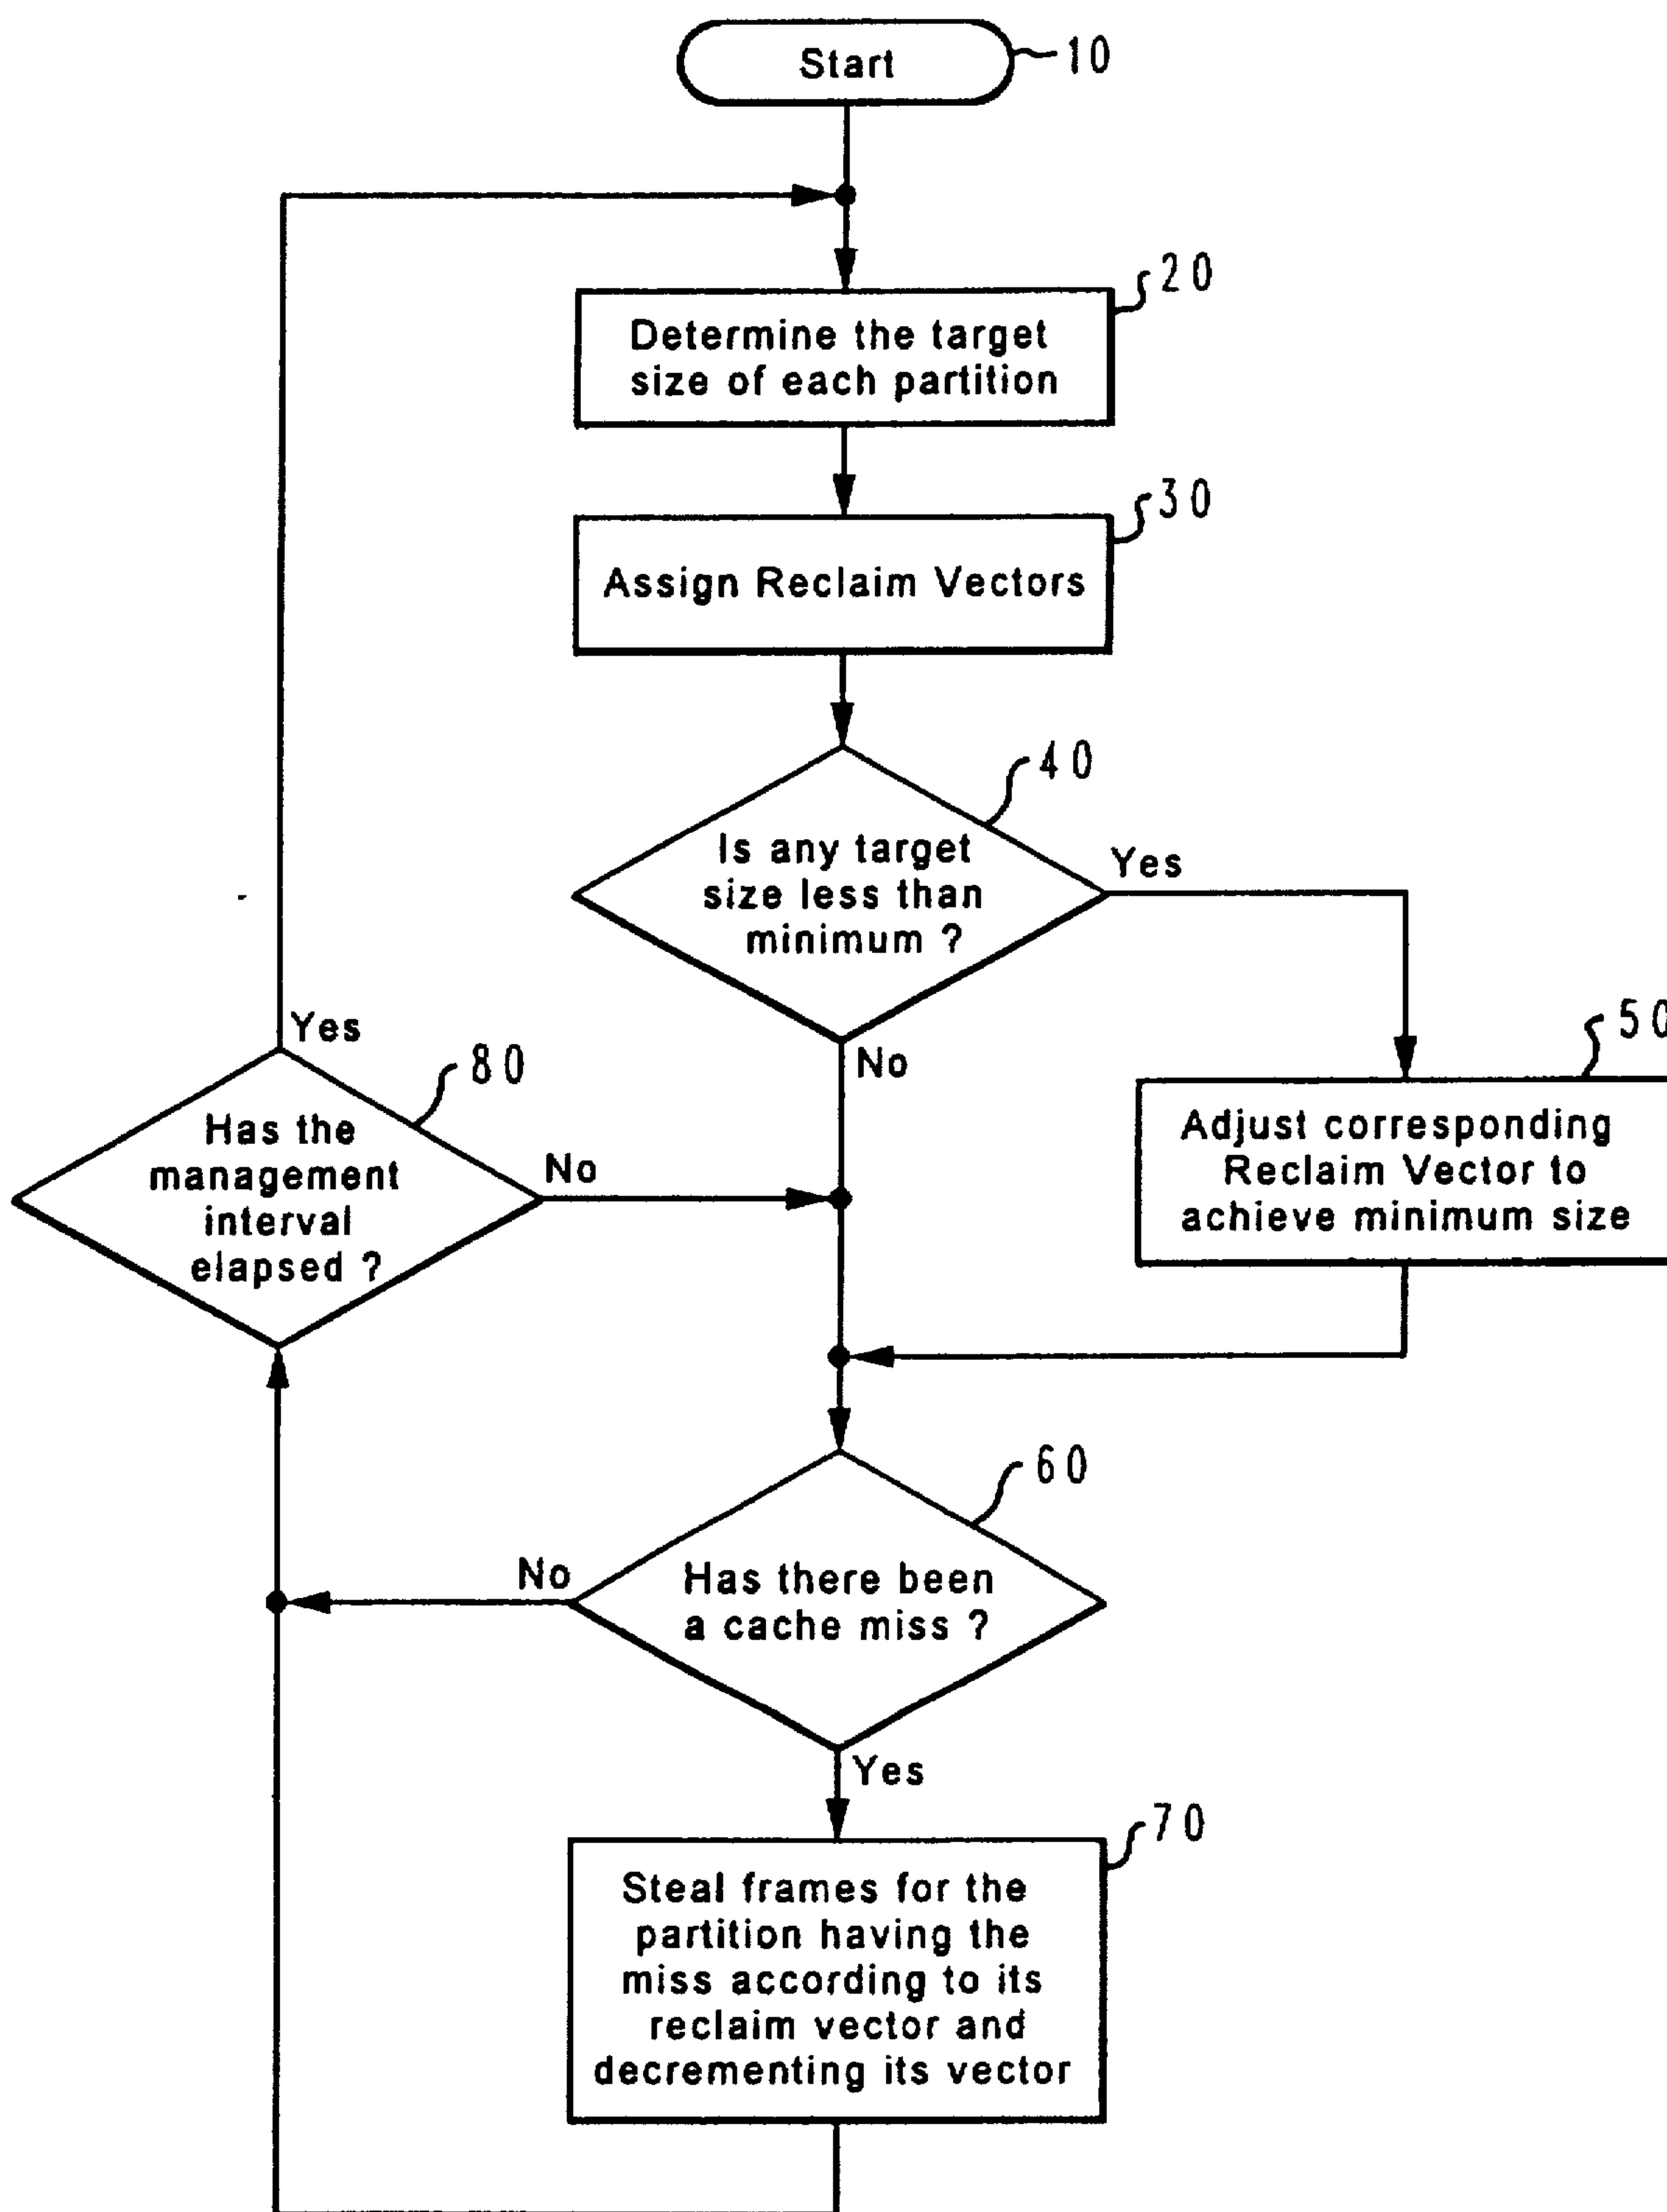 Start
10
20
Determine the target
size of each partition
30
Assign Reclaim Vectors
40
Is any target
size less than
minimum ?
Yes
No
50
Adjust corresponding
Reclaim Vector to
achieve minimum size
Yes
80
Has the
management
interval
elapsed ?
No
60
Has there been
a cache miss ?
No
Yes
70
Steal frames for the
partition having the
miss according to its
reclaim vector and
decrementing its vector